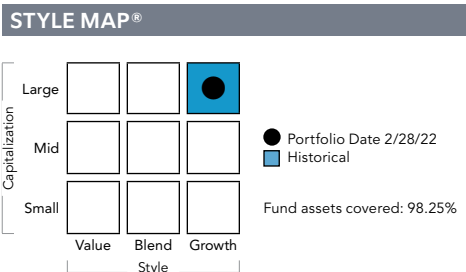 STYLE MAP®
Capitalization
Large
Mid
Small
Value Blend Growth
Style
Portfolio Date 2/28/22
Historical
Fund assets covered: 98.25%